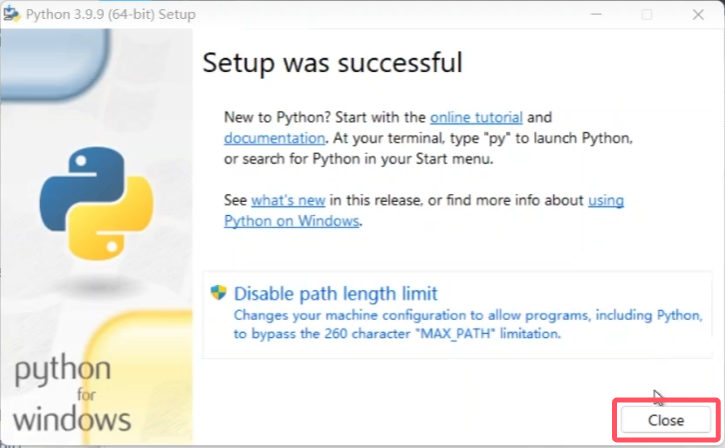 Python 3.9.9 (64-bit) Setup
Setup was successful
New to Python? Start with the online tutorial and
documentation. At your terminal, type "py" to launch Python,
or search for Python in your Start menu.
See what's new in this release, or find more info about using
Python on Windows.
Disable path length limit
Changes your machine configuration to allow programs, including Python,
to bypass the 260 character "MAX_PATH" limitation.
python
for
windows
Close